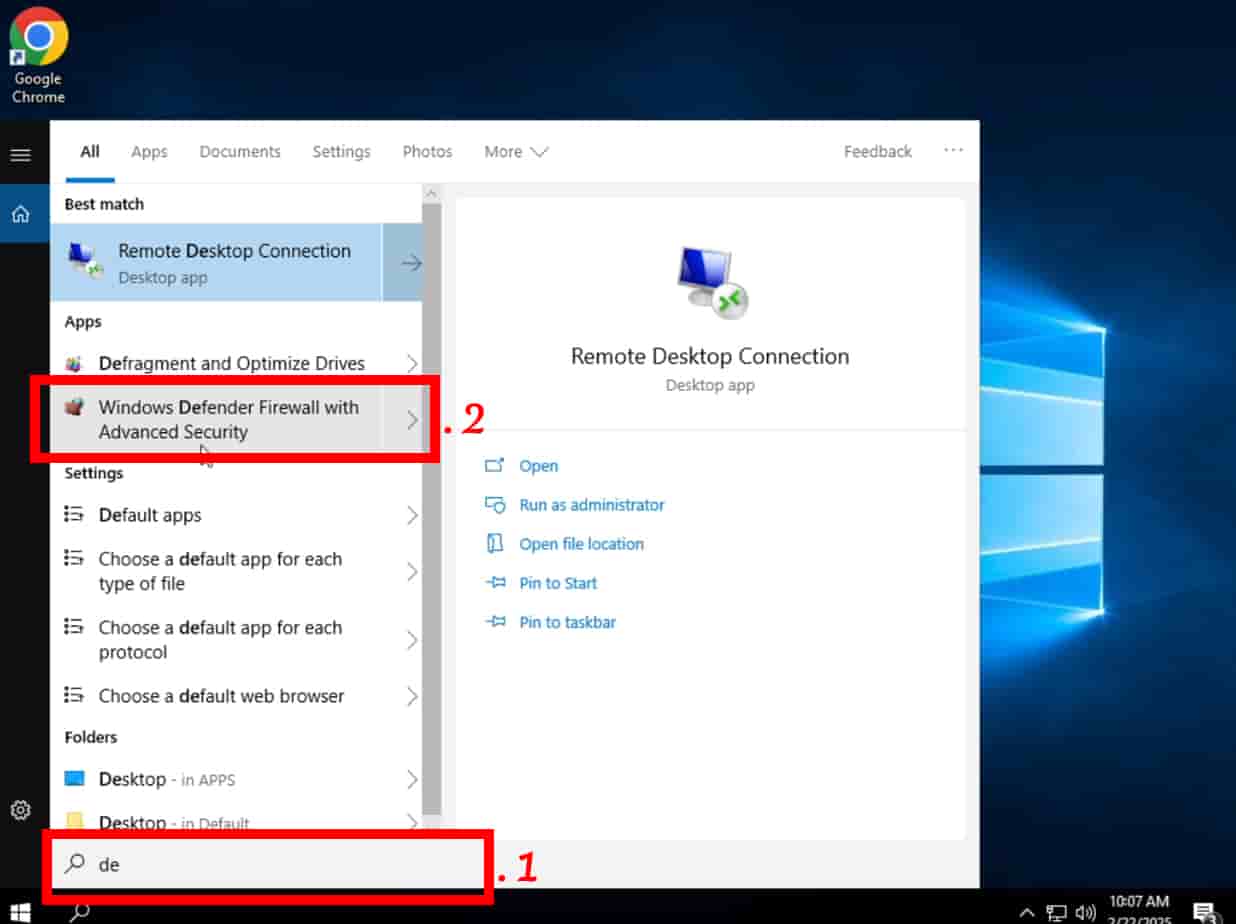 Google
Chrome
All Apps Documents Settings Photos More Feedback ...
Best match
Remote Desktop Connection
Desktop app
Apps
Defragment and Optimize Drives
Windows Defender Firewall with
Advanced Security
. 2
Settings
Default apps
Choose a default app for each
type of file
Choose a default app for each
protocol
Choose a default web browser
Folders
Desktop - in APPS
Desktop - in Default
de
. 1
Remote Desktop Connection
Desktop app
Open
Run as administrator
Open file location
Pin to Start
Pin to taskbar
10:07 AM
2/22/2025
3